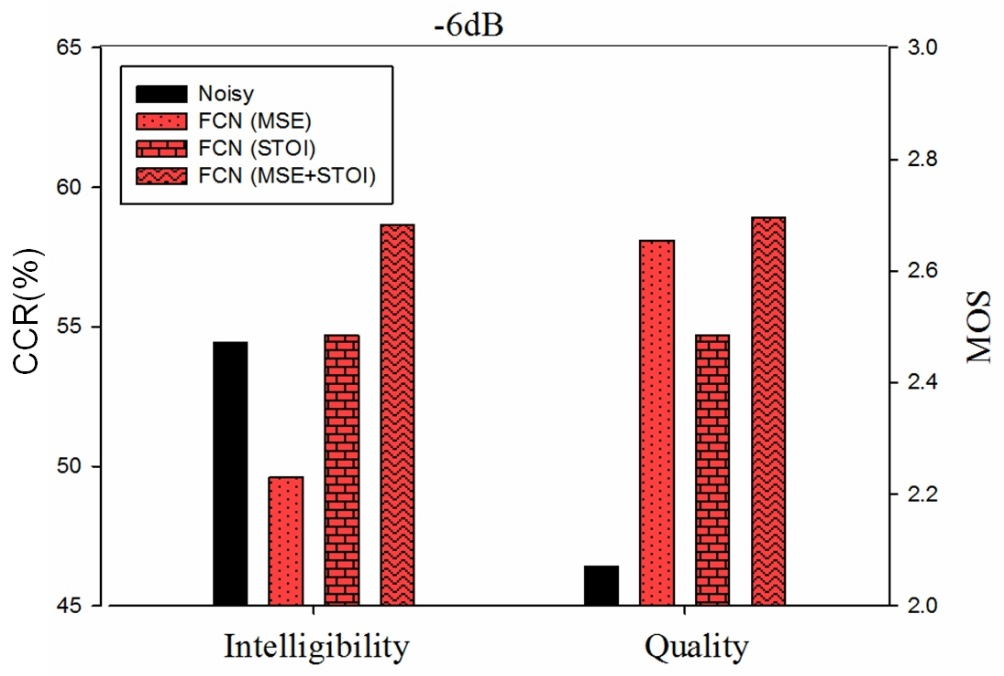 -6dB
65
60
55
50
45
CCR(%)
Noisy
FCN (MSE)
FCN (STOI)
FCN (MSE+STOI)
3.0
2.8
2.6
2.4
2.2
2.0
MOS
Intelligibility
Quality